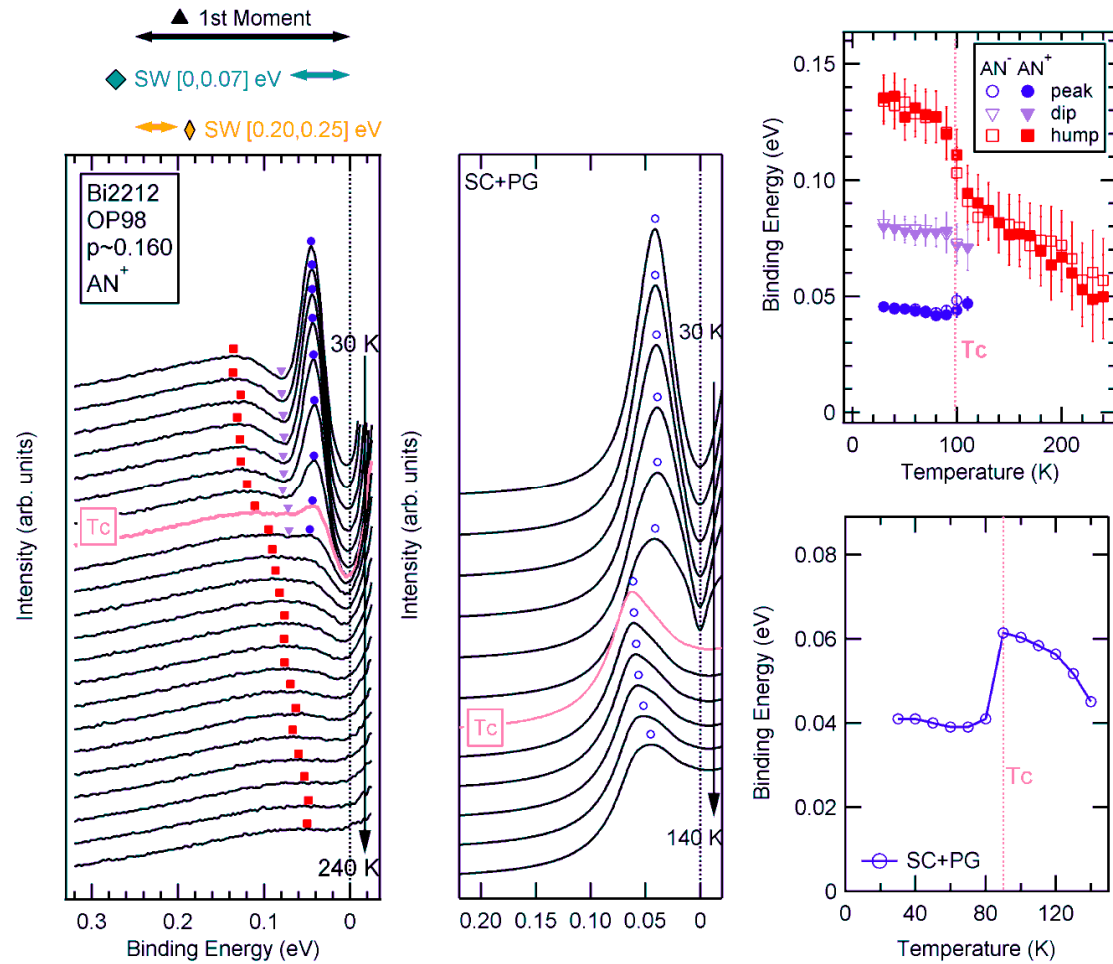 ▲ 1st Moment
SW [0,0.07] eV
SW [0.20,0.25] eV
Bi2212
OP98
p~0.160
AN⁺
30 K
Tc
240 K
Intensity (arb. units)
0.3 0.2 0.1 0
Binding Energy (eV)
SC+PG
30 K
Tc
140 K
Intensity (arb. units)
0.20 0.15 0.10 0.05 0
AN⁻ AN⁺
peak
dip
hump
Tc
0.15
0.10
0.05
0
Binding Energy (eV)
0 100 200
Temperature (K)
0.08
0.06
0.04
0.02
0
Binding Energy (eV)
Tc
SC+PG
0 40 80 120
Temperature (K)